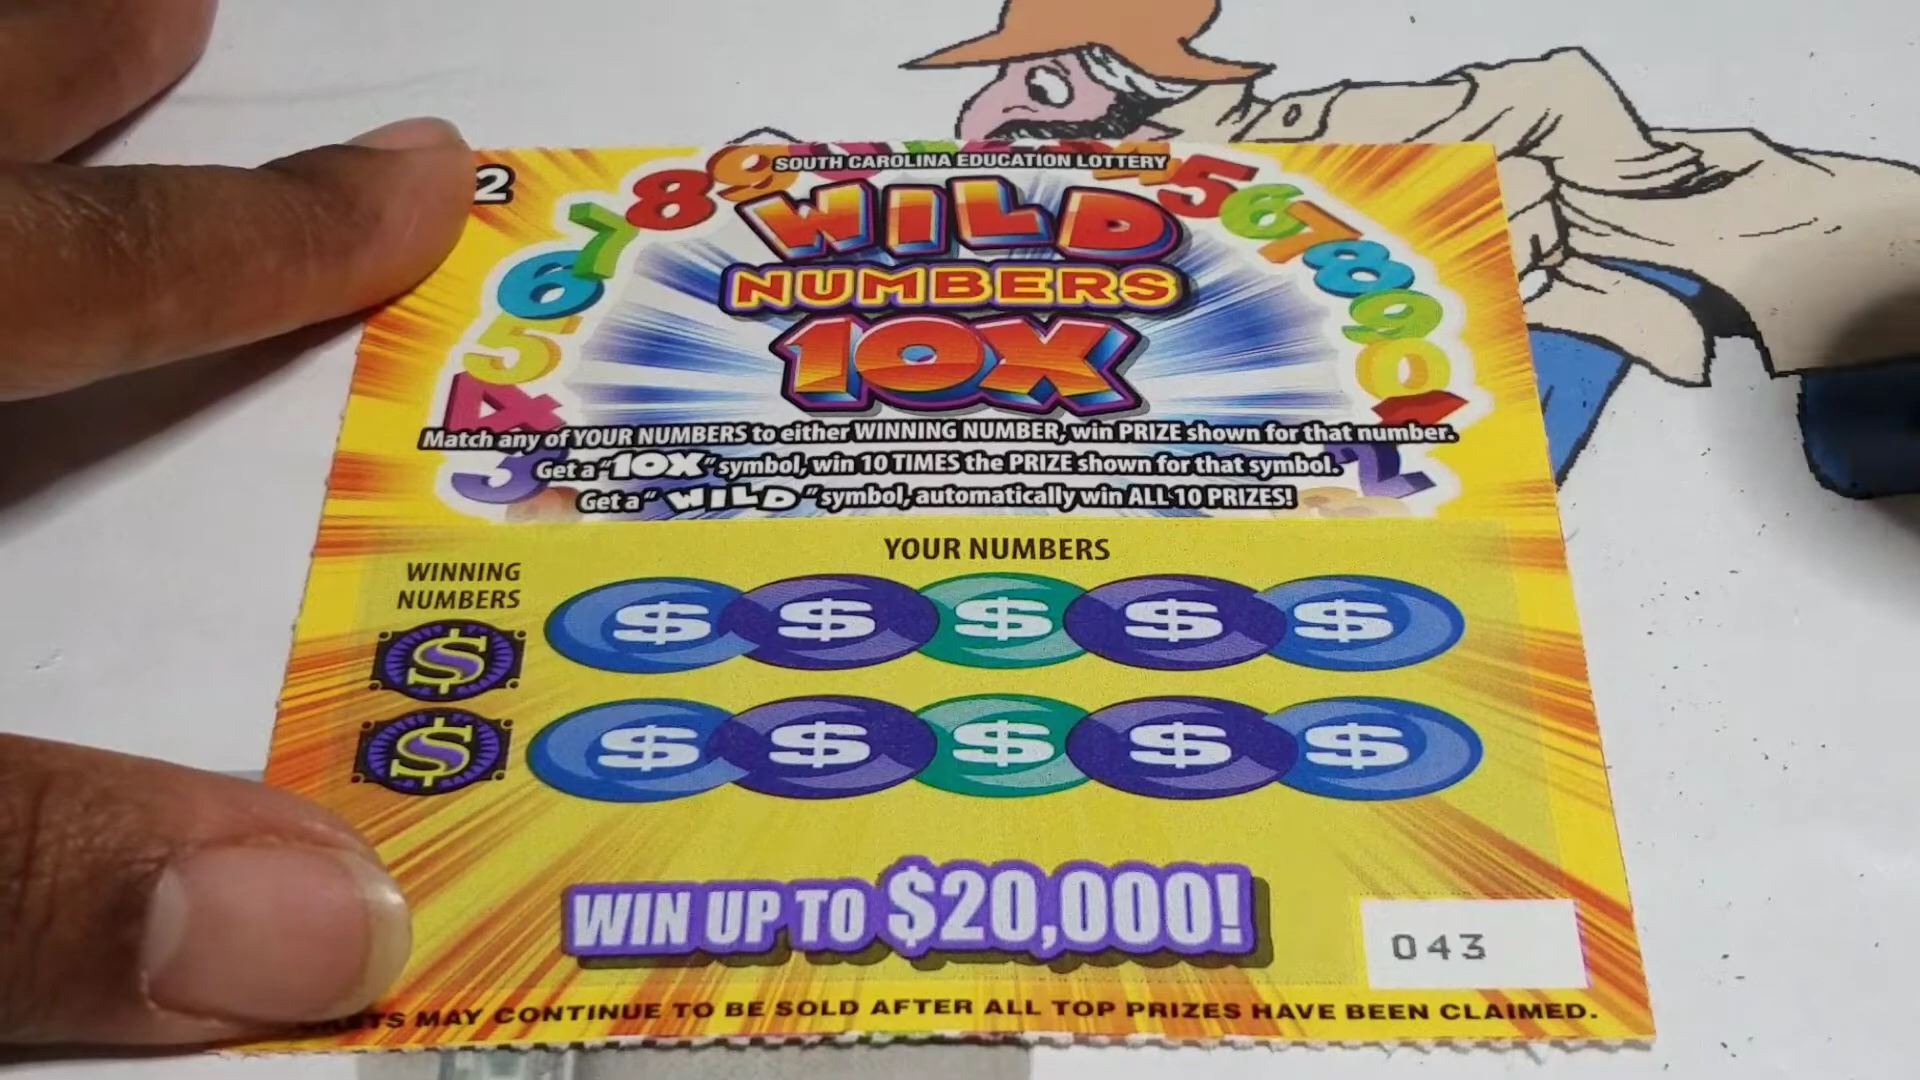 SOUTH CAROLINA EDUCATION LOTTERY
2
WILD
NUMBERS
10X
Match any of YOUR NUMBERS to either WINNING NUMBER, win PRIZE shown for that number.
Get a "10X" symbol, win 10 TIMES the PRIZE shown for that symbol.
Get a "WILD" symbol, automatically win ALL 10 PRIZES!
YOUR NUMBERS
WINNING
NUMBERS
$ $ $ $ $
$
$ $ $ $ $
$
WIN UP TO $20,000!
043
MAY CONTINUE TO BE SOLD AFTER ALL TOP PRIZES HAVE BEEN CLAIMED.